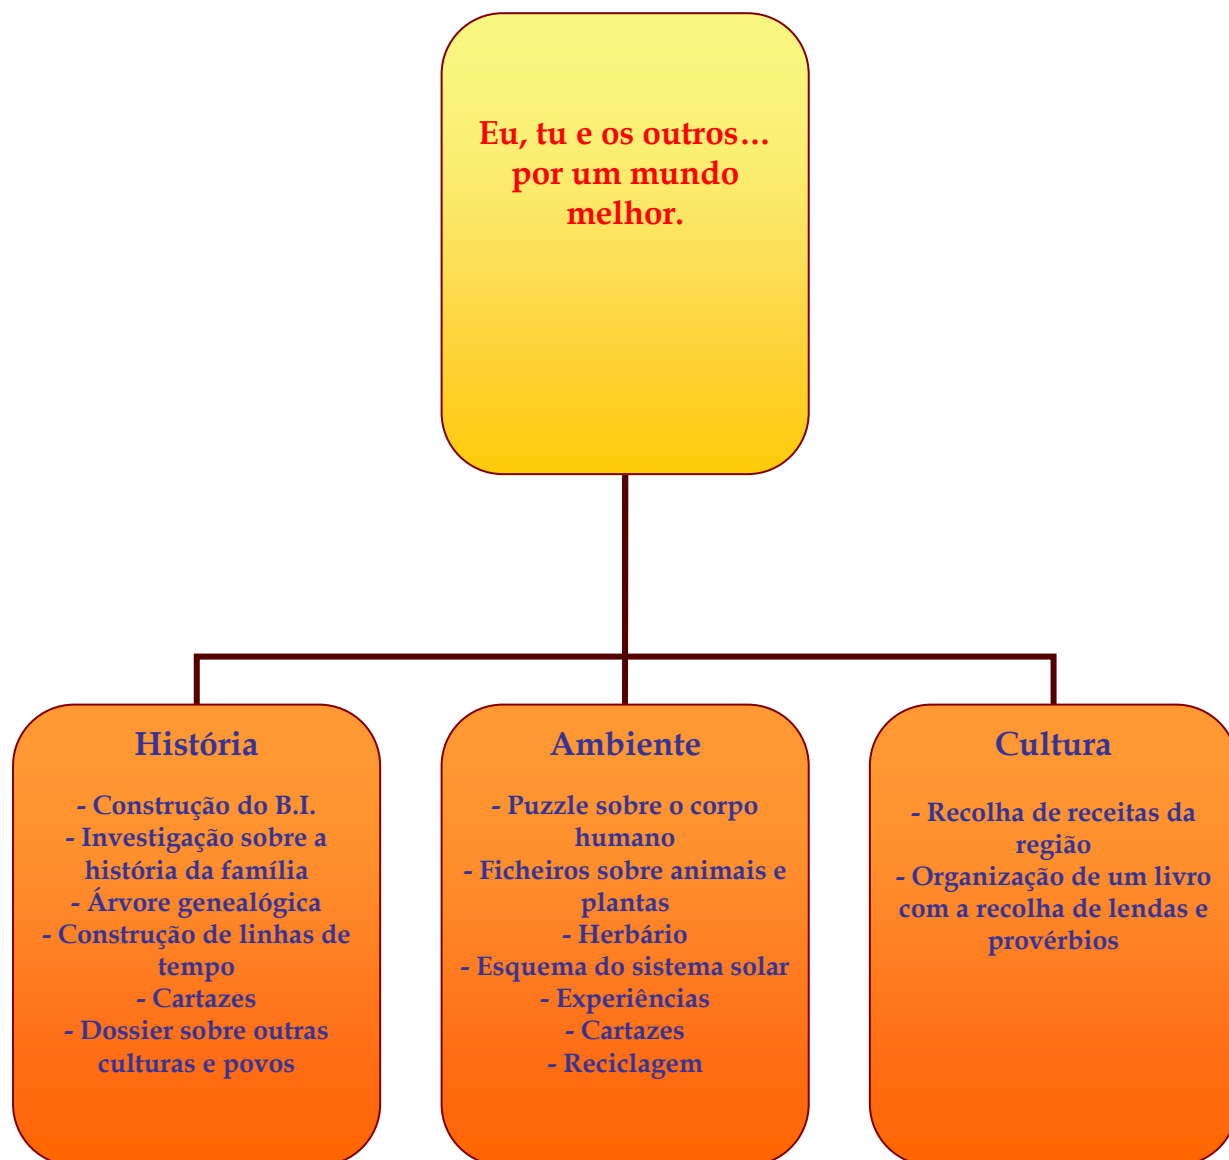 Eu, tu e os outros…
por um mundo
melhor.
História
- Construção do B.I.
- Investigação sobre a
história da família
- Árvore genealógica
- Construção de linhas de
tempo
- Cartazes
- Dossier sobre outras
culturas e povos
Ambiente
- Puzzle sobre o corpo
humano
- Ficheiros sobre animais e
plantas
- Herbário
- Esquema do sistema solar
- Experiências
- Cartazes
- Reciclagem
Cultura
- Recolha de receitas da
região
- Organização de um livro
com a recolha de lendas e
provérbios